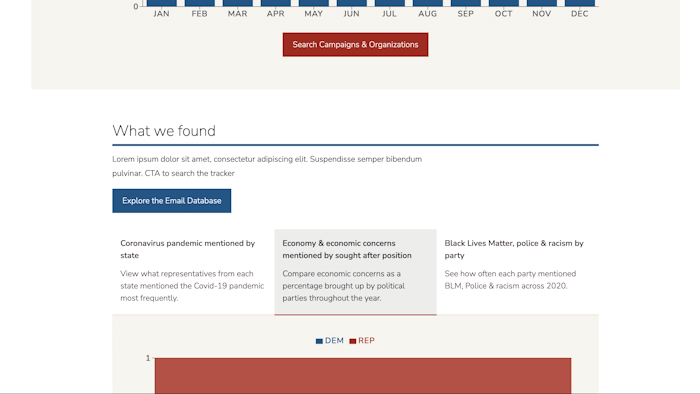 0
JAN FEB MAR APR MAY JUN JUL AUG SEP OCT NOV DEC
Search Campaigns & Organizations
What we found
Lorem ipsum dolor sit amet, consectetur adipiscing elit. Suspendisse semper bibendum
pulvinar. CTA to search the tracker
Explore the Email Database
Coronavirus pandemic mentioned by
state
View what representatives from each
state mentioned the Covid-19 pandemic
most frequently.
Economy & economic concerns
mentioned by sought after position
Compare economic concerns as a
percentage brought up by political
parties throughout the year.
Black Lives Matter, police & racism by
party
See how often each party mentioned
BLM, Police & racism across 2020.
DEM REP
1